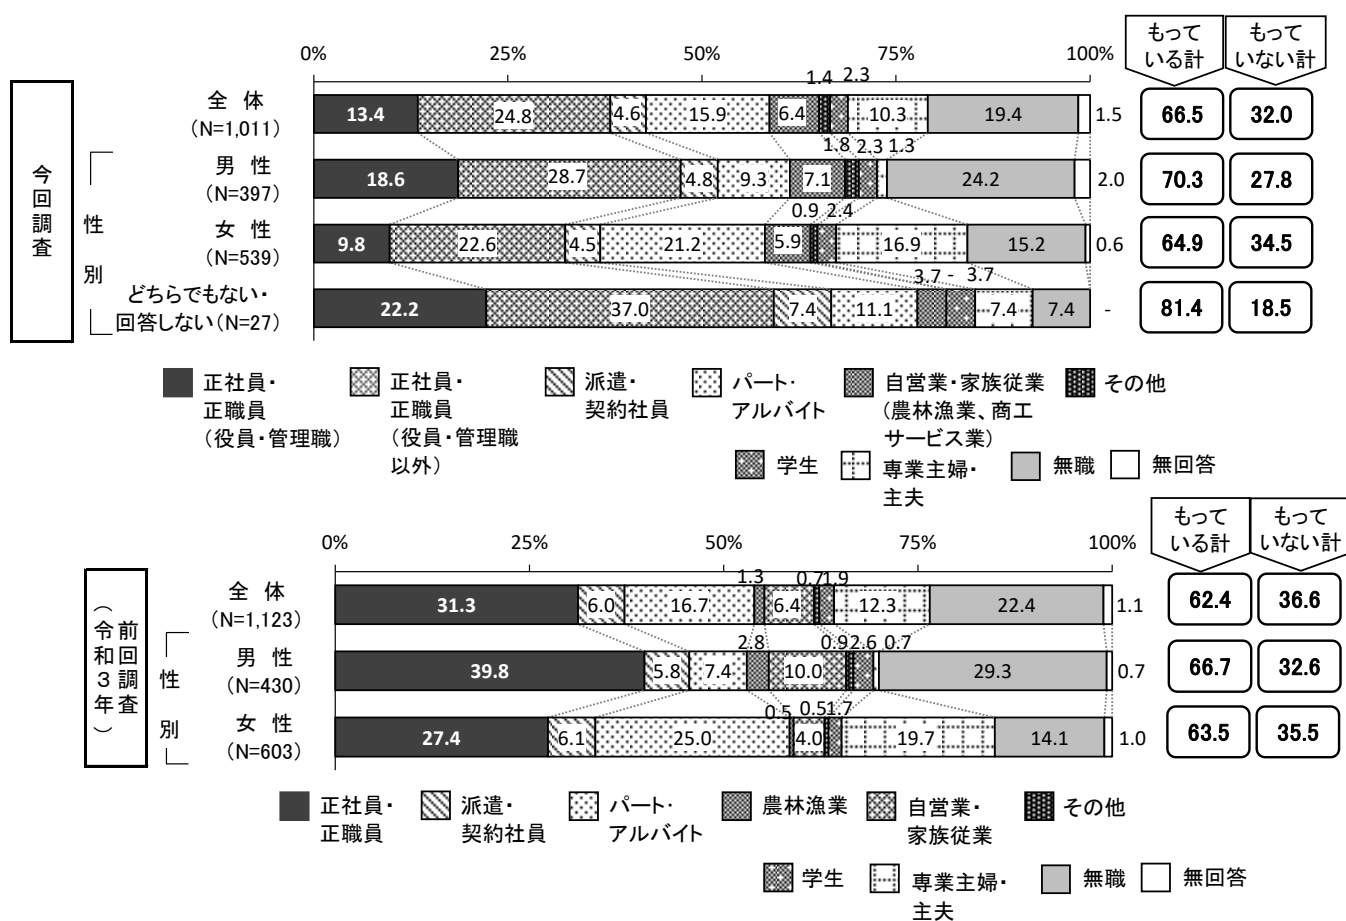 0%
25%
50%
75%
100%
もって
いる計
もって
いない計
今回調査
性別
全 体
(N=1,011)
13.4
24.8
4.6
15.9
6.4
1.4
2.3
10.3
19.4
1.5
66.5
32.0
男 性
(N=397)
18.6
28.7
4.8
9.3
7.1
1.8
2.3
1.3
24.2
2.0
70.3
27.8
女 性
(N=539)
9.8
22.6
4.5
21.2
5.9
0.9
2.4
16.9
15.2
0.6
64.9
34.5
どちらでもない・
回答しない(N=27)
22.2
37.0
7.4
11.1
3.7
-
3.7
7.4
7.4
-
81.4
18.5
正社員・
正職員
(役員・管理職)
正社員・
正職員
(役員・管理職
以外)
派遣・
契約社員
パート・
アルバイト
自営業・家族従業
(農林漁業、商工
サービス業)
その他
学生
専業主婦・
主夫
無職
無回答
0%
25%
50%
75%
100%
もって
いる計
もって
いない計
前回調査
(令和3年)
性別
全 体
(N=1,123)
31.3
6.0
16.7
1.3
6.4
0.7
1.9
12.3
22.4
1.1
62.4
36.6
男 性
(N=430)
39.8
5.8
7.4
2.8
10.0
0.9
2.6
0.7
29.3
0.7
66.7
32.6
女 性
(N=603)
27.4
6.1
25.0
0.5
4.0
0.5
1.7
19.7
14.1
1.0
63.5
35.5
正社員・
正職員
派遣・
契約社員
パート・
アルバイト
農林漁業
自営業・
家族従業
その他
学生
専業主婦・
主夫
無職
無回答